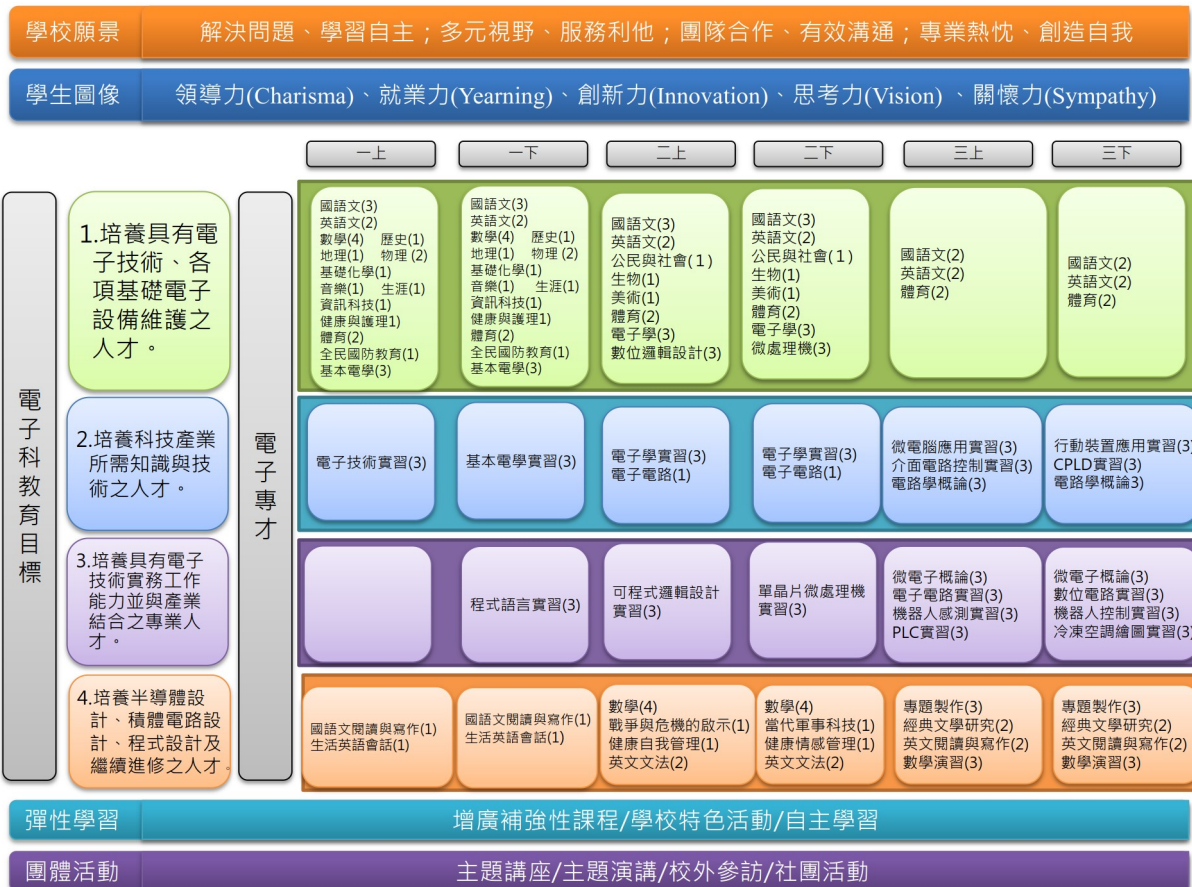 學校願景 解決問題、學習自主；多元視野、服務利他；團隊合作、有效溝通；專業熱忱、創造自我
學生圖像 領導力(Charisma)、就業力(Yearning)、創新力(Innovation)、思考力(Vision) 、關懷力(Sympathy)
一上 一下 二上 二下 三上 三下
電子科教育目標
電子專才
1.培養具有電
子技術、各
項基礎電子
設備維護之
人才。
國語文(3)
英語文(2)
數學(4) 歷史(1)
地理(1) 物理(2)
基礎化學(1)
音樂(1) 生涯(1)
資訊科技(1)
健康與護理1)
體育(2)
全民國防教育(1)
基本電學(3)
國語文(3)
英語文(2)
數學(4) 歷史(1)
地理(1) 物理(2)
基礎化學(1)
音樂(1) 生涯(1)
資訊科技(1)
健康與護理1)
體育(2)
全民國防教育(1)
基本電學(3)
國語文(3)
英語文(2)
公民與社會(１)
生物(1)
美術(1)
體育(2)
電子學(3)
數位邏輯設計(3)
國語文(3)
英語文(2)
公民與社會(１)
生物(1)
美術(1)
體育(2)
電子學(3)
微處理機(3)
國語文(2)
英語文(2)
體育(2)
國語文(2)
英語文(2)
體育(2)
2.培養科技產業
所需知識與技
術之人才。
電子技術實習(3)
基本電學實習(3)
電子學實習(3)
電子電路(1)
電子學實習(3)
電子電路(1)
微電腦應用實習(3)
介面電路控制實習(3)
電路學概論(3)
行動裝置應用實習(3)
CPLD實習(3)
電路學概論3)
3.培養具有電子
技術實務工作
能力並與產業
結合之專業人
才。
程式語言實習(3)
可程式邏輯設計
實習(3)
單晶片微處理機
實習(3)
微電子概論(3)
電子電路實習(3)
機器人感測實習(3)
PLC實習(3)
微電子概論(3)
數位電路實習(3)
機器人控制實習(3)
冷凍空調繪圖實習(3)
4.培養半導體設
計、積體電路設
計、程式設計及
繼續進修之人才。
國語文閱讀與寫作(1)
生活英語會話(1)
國語文閱讀與寫作(1)
生活英語會話(1)
數學(4)
戰爭與危機的啟示(1)
健康自我管理(1)
英文文法(2)
數學(4)
當代軍事科技(1)
健康情感管理(1)
英文文法(2)
專題製作(3)
經典文學研究(2)
英文閱讀與寫作(2)
數學演習(3)
專題製作(3)
經典文學研究(2)
英文閱讀與寫作(2)
數學演習(3)
彈性學習 增廣補強性課程/學校特色活動/自主學習
團體活動 主題講座/主題演講/校外參訪/社團活動